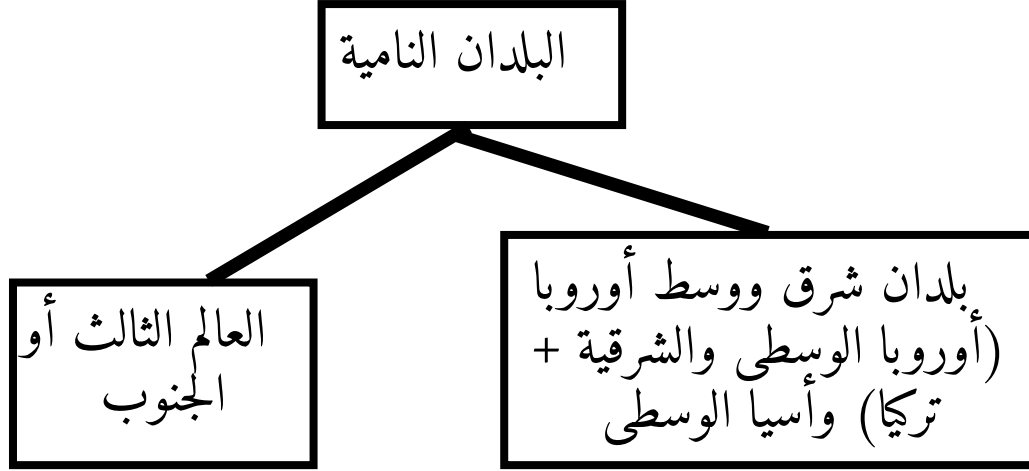 البلدان النامية
بلدان شرق ووسط أوروبا
(أوروبا الوسطى والشرقية +
تركيا) وأسيا الوسطى
العالم الثالث أو
الجنوب